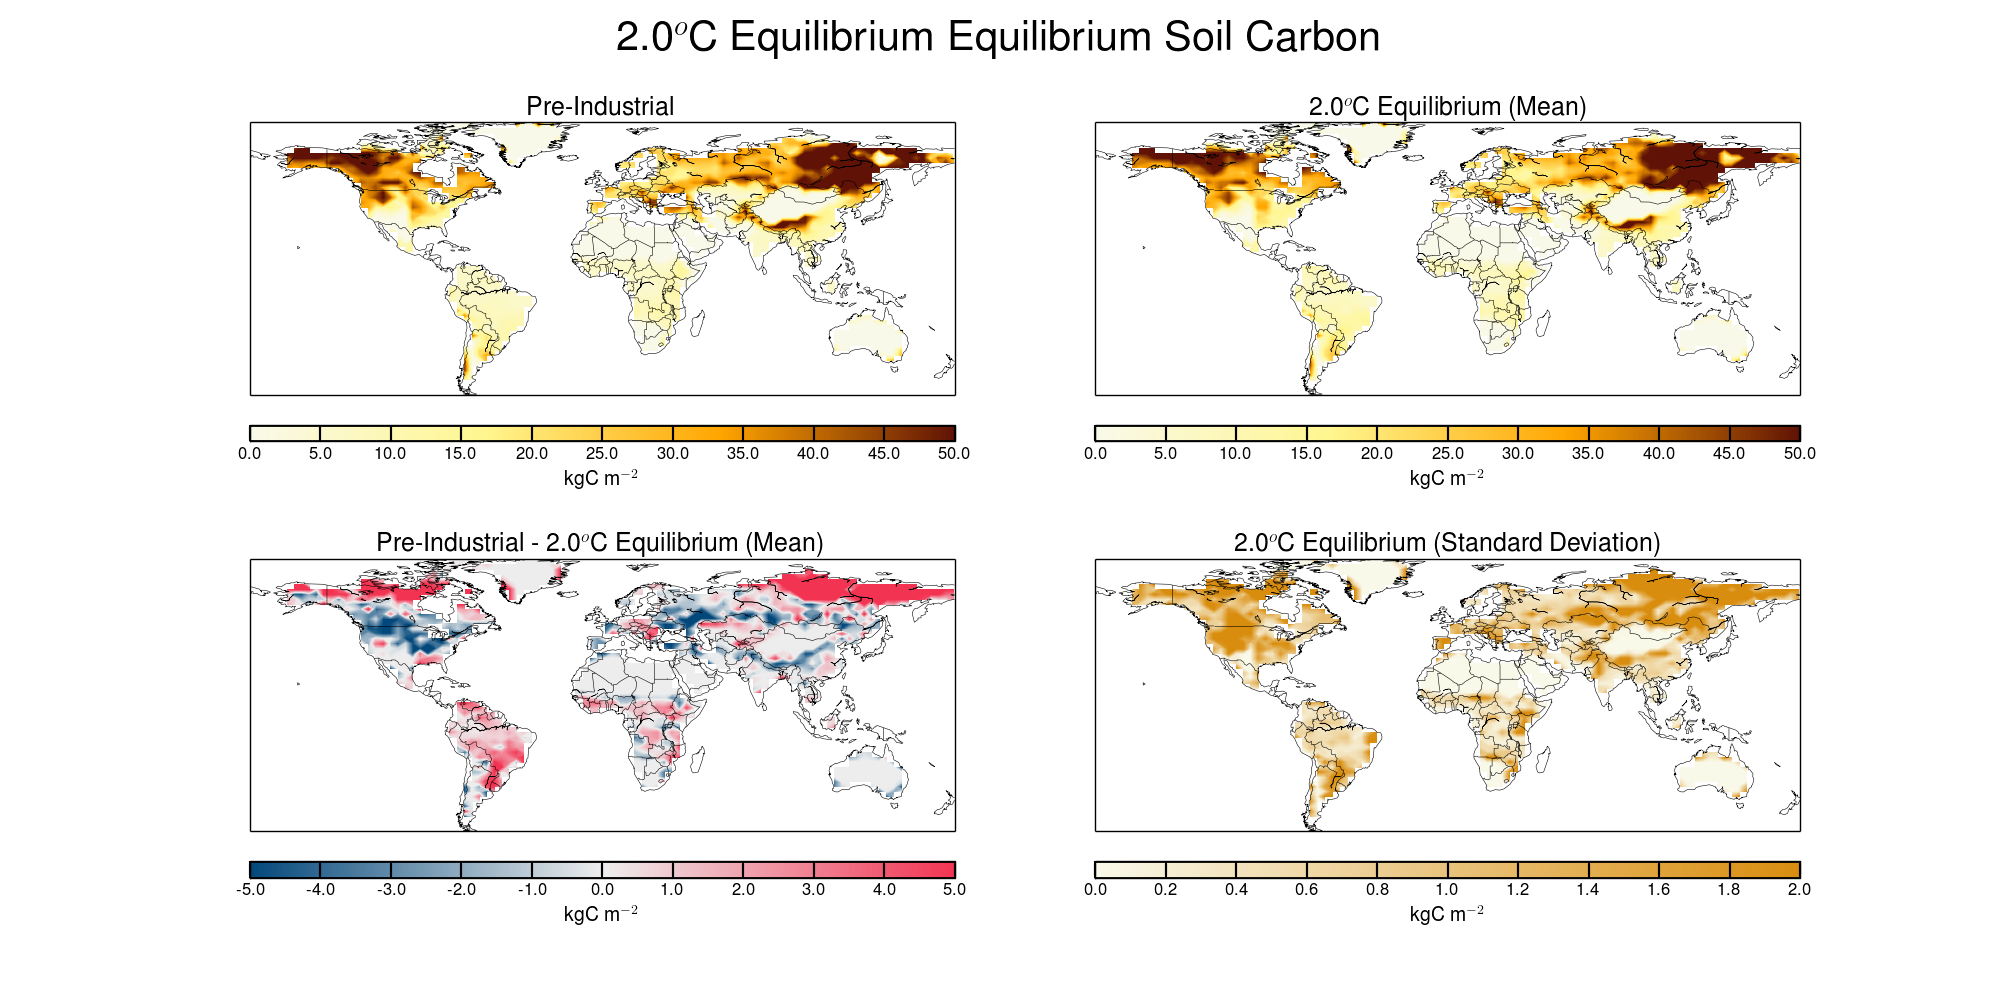 2.0°C Equilibrium Equilibrium Soil Carbon
Pre-Industrial
0.0 5.0 10.0 15.0 20.0 25.0 30.0 35.0 40.0 45.0 50.0
kgC m⁻²
2.0°C Equilibrium (Mean)
0.0 5.0 10.0 15.0 20.0 25.0 30.0 35.0 40.0 45.0 50.0
kgC m⁻²
Pre-Industrial - 2.0°C Equilibrium (Mean)
-5.0 -4.0 -3.0 -2.0 -1.0 0.0 1.0 2.0 3.0 4.0 5.0
kgC m⁻²
2.0°C Equilibrium (Standard Deviation)
0.0 0.2 0.4 0.6 0.8 1.0 1.2 1.4 1.6 1.8 2.0
kgC m⁻²